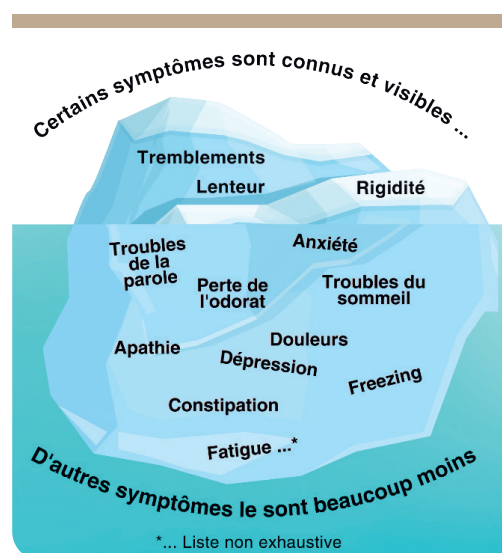 Certains symptômes sont connus et visibles ...
Tremblements
Lenteur
Rigidité
Troubles
de la
parole
Anxiété
Perte de
l'odorat
Troubles du
sommeil
Apathie
Douleurs
Dépression
Freezing
Constipation
Fatigue ...*
D'autres symptômes le sont beaucoup moins
*... Liste non exhaustive